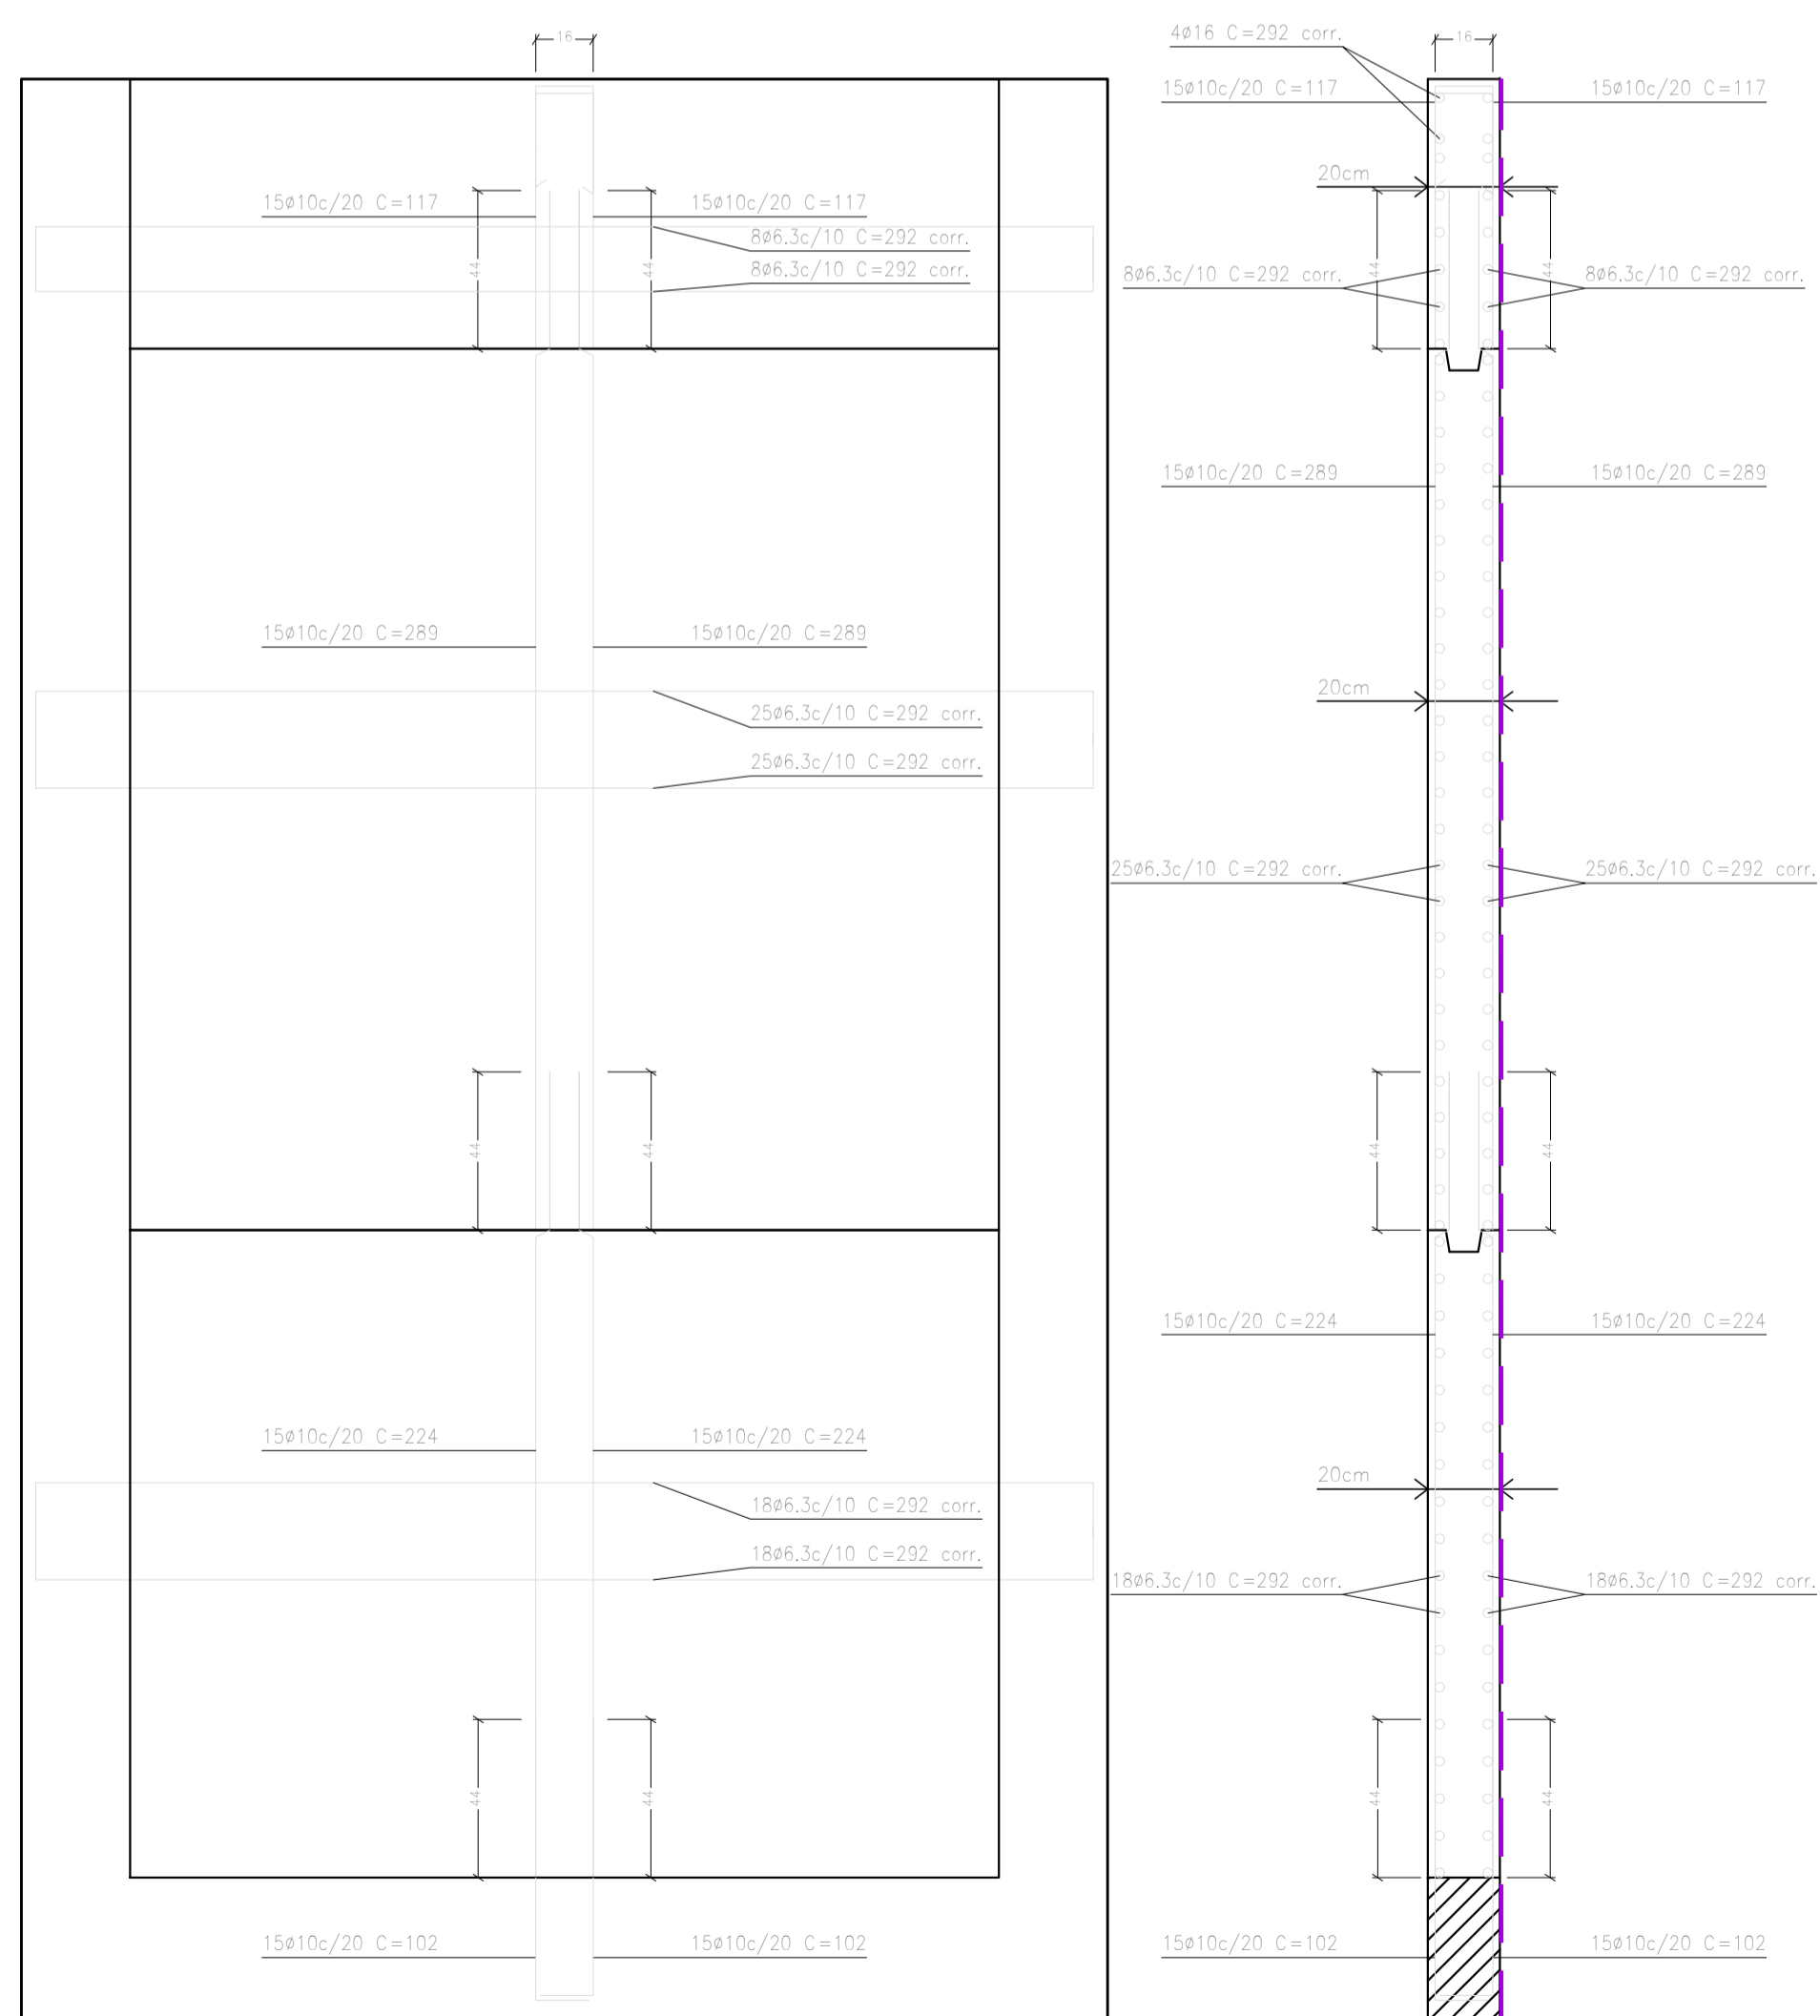 16
15ø10c/20 C=117
15ø10c/20 C=117
8ø6.3c/10 C=292 corr.
8ø6.3c/10 C=292 corr.
44
44
15ø10c/20 C=289
15ø10c/20 C=289
25ø6.3c/10 C=292 corr.
25ø6.3c/10 C=292 corr.
44
44
15ø10c/20 C=224
15ø10c/20 C=224
18ø6.3c/10 C=292 corr.
18ø6.3c/10 C=292 corr.
44
44
15ø10c/20 C=102
15ø10c/20 C=102
4ø16 C=292 corr.
16
15ø10c/20 C=117
15ø10c/20 C=117
20cm
44
44
8ø6.3c/10 C=292 corr.
8ø6.3c/10 C=292 corr.
15ø10c/20 C=289
15ø10c/20 C=289
20cm
25ø6.3c/10 C=292 corr.
25ø6.3c/10 C=292 corr.
44
44
15ø10c/20 C=224
15ø10c/20 C=224
20cm
18ø6.3c/10 C=292 corr.
18ø6.3c/10 C=292 corr.
44
44
15ø10c/20 C=102
15ø10c/20 C=102